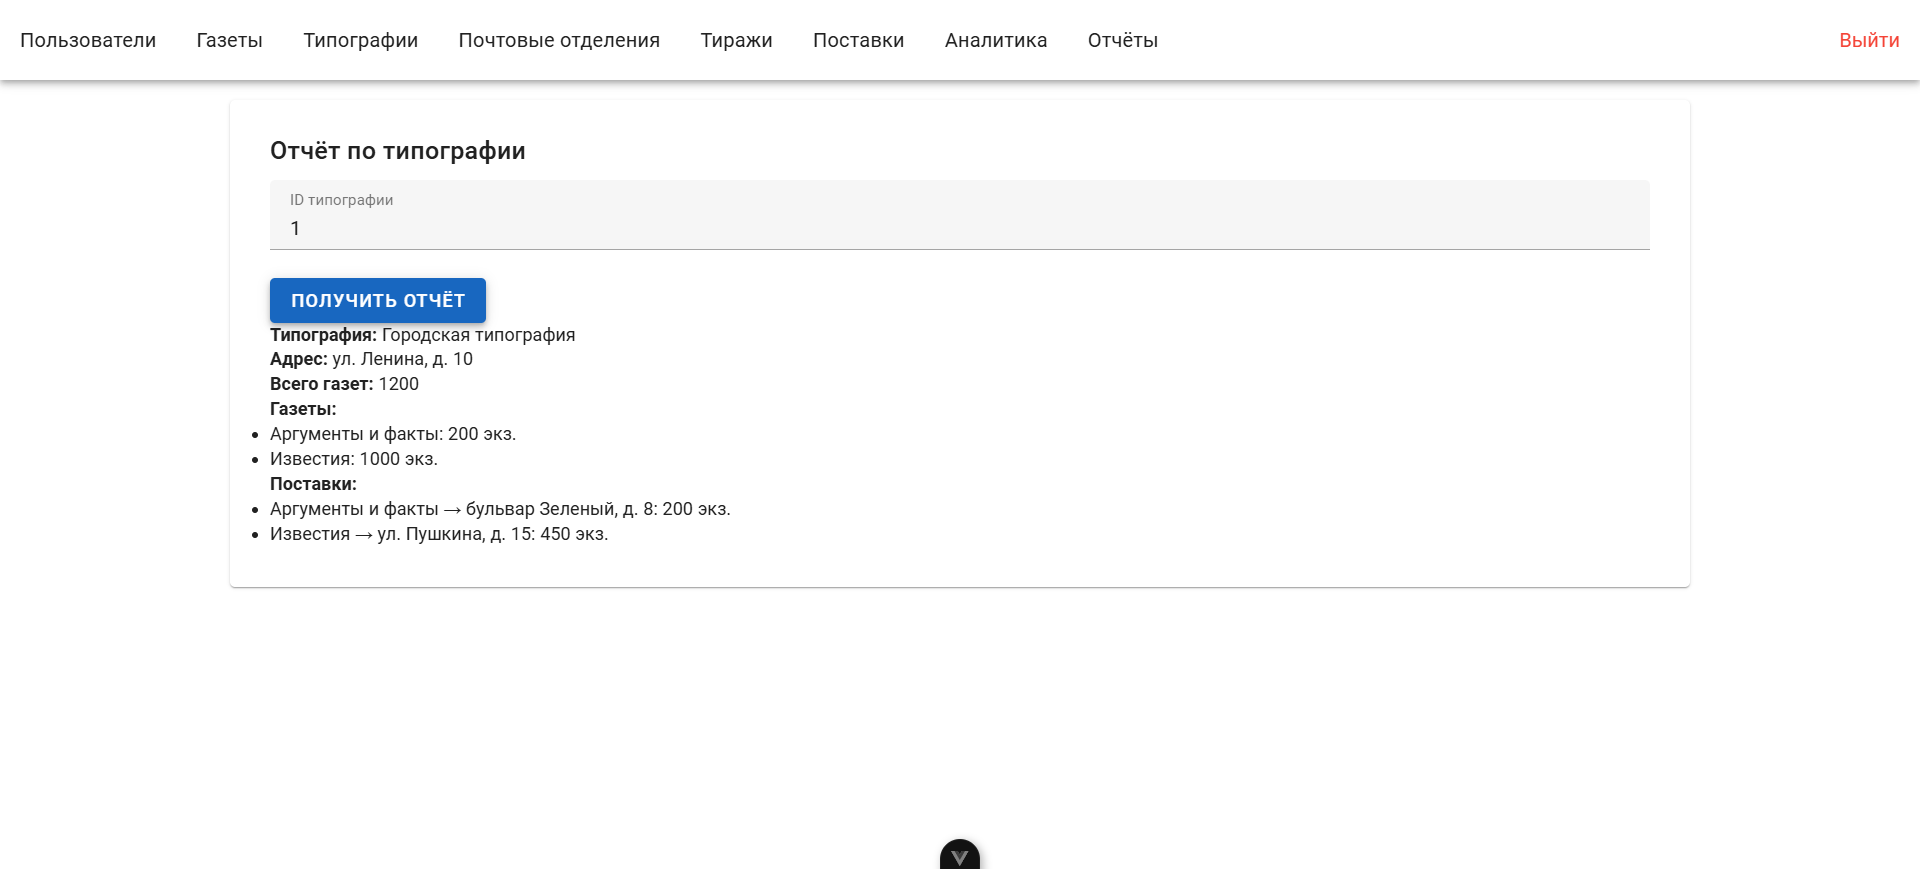 Пользователи Газеты Типографии Почтовые отделения Тиражи Поставки Аналитика Отчёты Выйти
Отчёт по типографии
ID типографии
1
ПОЛУЧИТЬ ОТЧЁТ
Типография: Городская типография
Адрес: ул. Ленина, д. 10
Всего газет: 1200
Газеты:
• Аргументы и факты: 200 экз.
• Известия: 1000 экз.
Поставки:
• Аргументы и факты → бульвар Зеленый, д. 8: 200 экз.
• Известия → ул. Пушкина, д. 15: 450 экз.